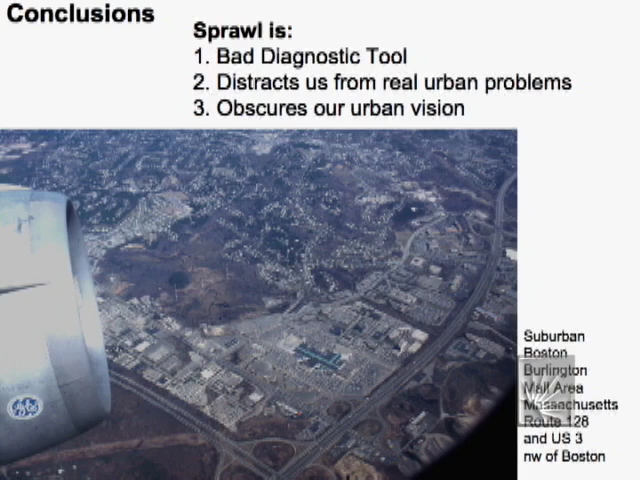 Conclusions
Sprawl is:
1. Bad Diagnostic Tool
2. Distracts us from real urban problems
3. Obscures our urban vision
Suburban
Boston
Burlington
Mall Area
Massachusetts
Route 128
and US 3
nw of Boston